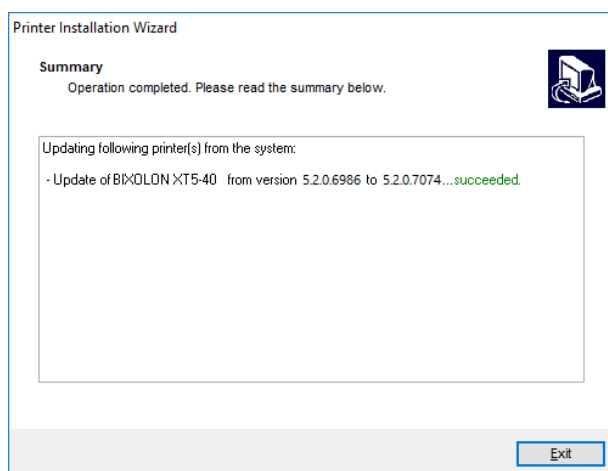 Printer Installation Wizard
Summary
Operation completed. Please read the summary below.
Updating following printer(s) from the system:
- Update of BIXOLON XT5-40 from version 5.2.0.6986 to 5.2.0.7074...succeeded.
Exit